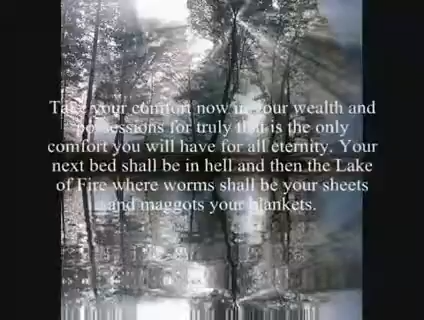 Take your comfort now in your wealth and
possessions for truly that is the only
comfort you will have for all eternity. Your
next bed shall be in hell and then the Lake
of Fire where worms shall be your sheets
and maggots your blankets.